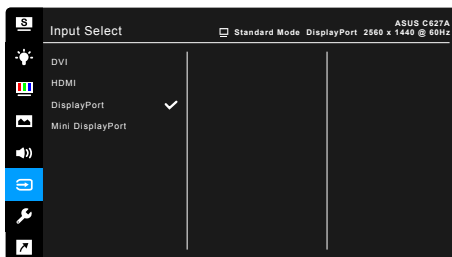 S
Input Select
ASUS C627A
Standard Mode DisplayPort 2560 x 1440 @ 60Hz
DVI
HDMI
DisplayPort
Mini DisplayPort